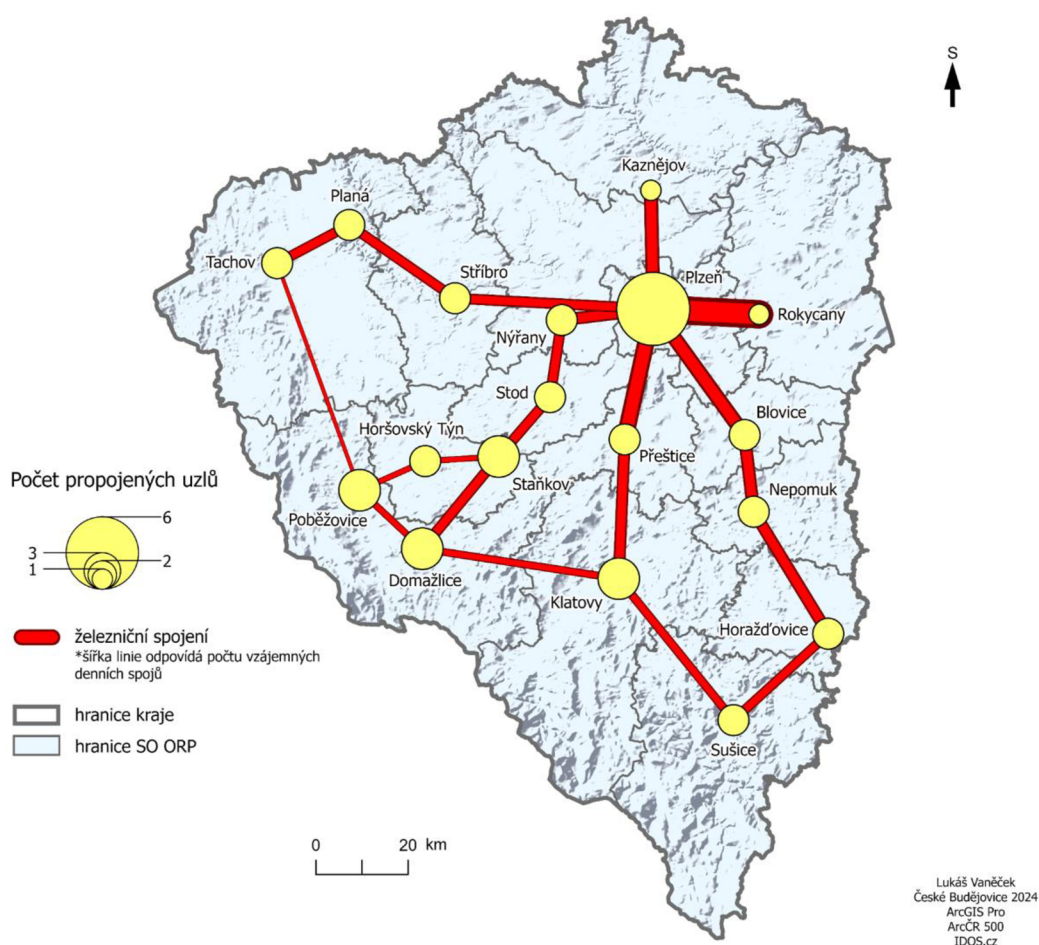 S
Kaznějov
Planá
Tachov
Stříbro
Plzeň
Rokycany
Nýřany
Stod
Blovice
Horšovský Týn
Přeštice
Staňkov
Nepomuk
Poběžovice
Domažlice
Klatovy
Horažďovice
Sušice
Počet propojených uzlů
6
3
2
1
železniční spojení
*šířka linie odpovídá počtu vzájemných
denních spojů
hranice kraje
hranice SO ORP
0 20 km
Lukáš Vaněček
České Budějovice 2024
ArcGIS Pro
ArcČR 500
IDOS.cz